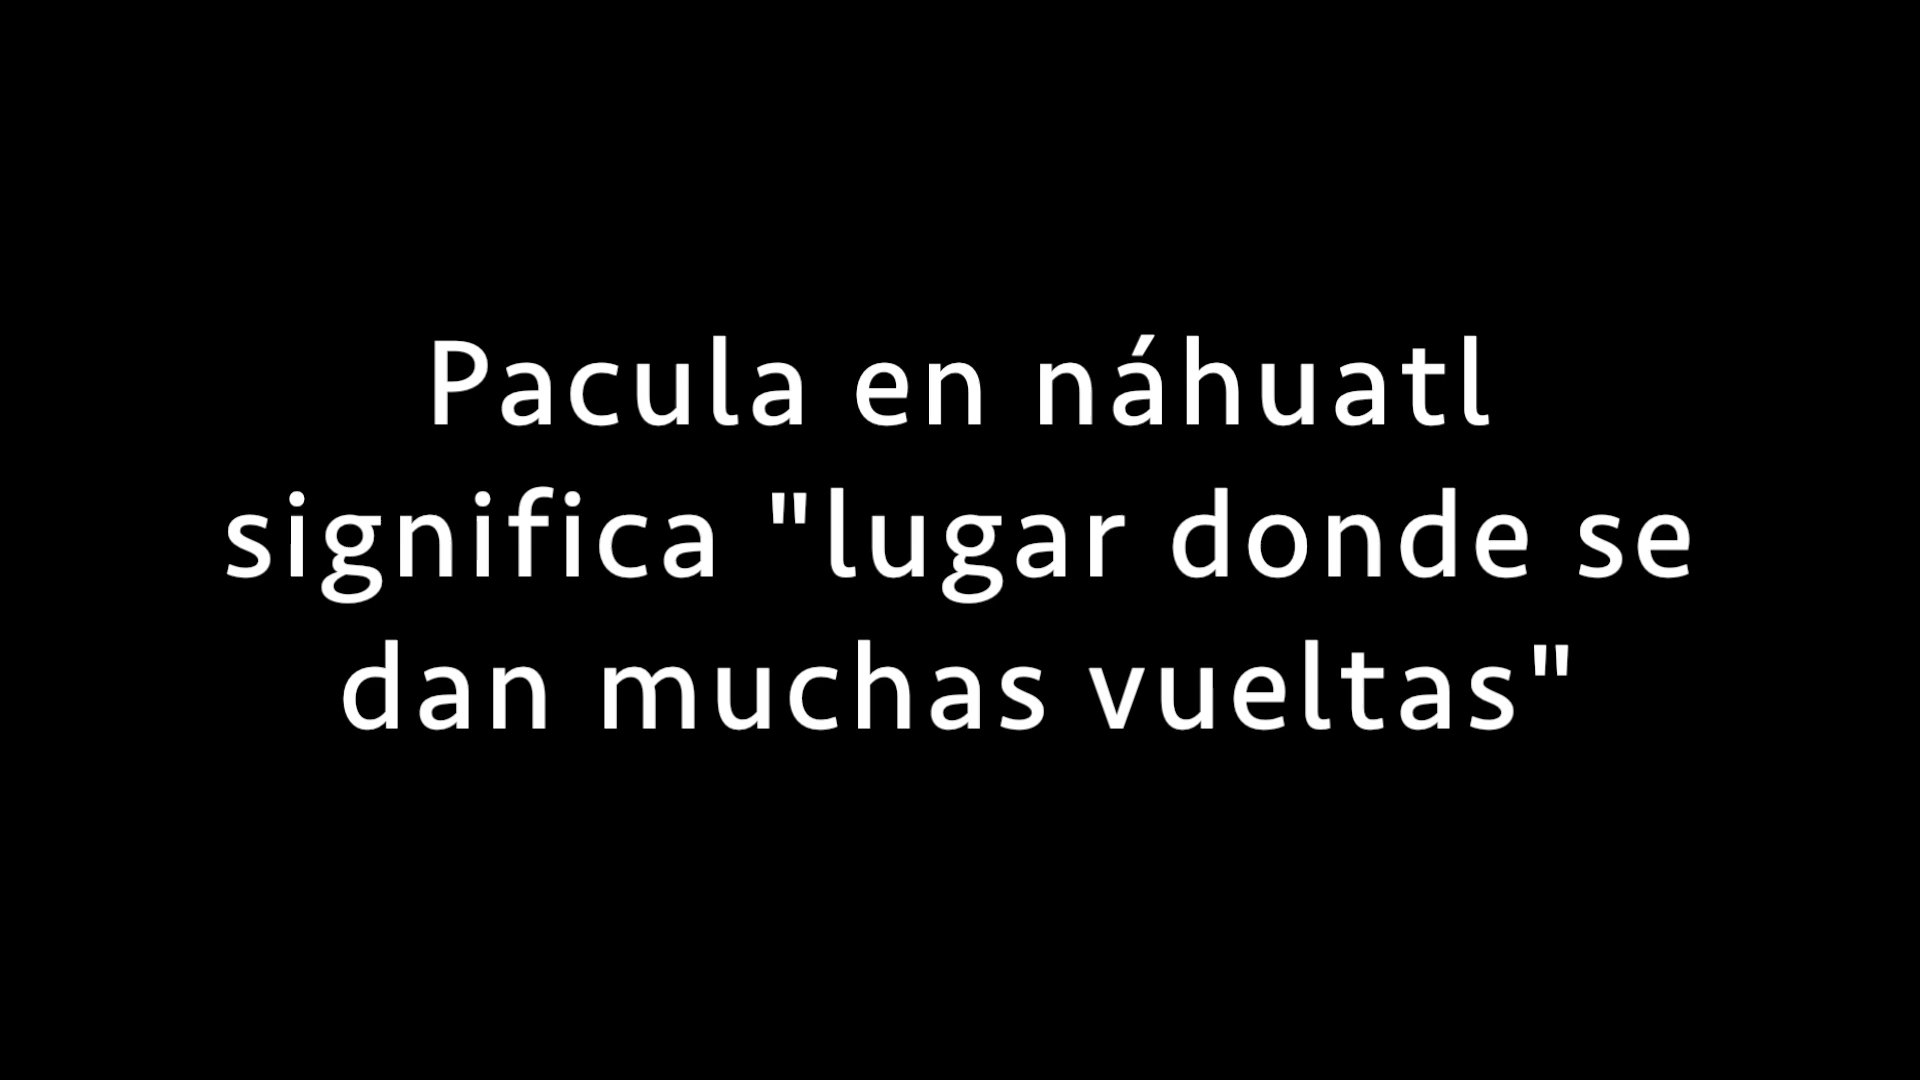 Pacula en náhuatl
significa "lugar donde se
dan muchas vueltas"